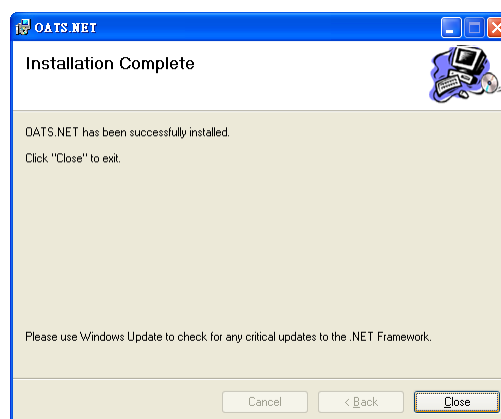 OATS.NET
Installation Complete
OATS.NET has been successfully installed.
Click "Close" to exit.
Please use Windows Update to check for any critical updates to the .NET Framework.
Cancel
< Back
Close